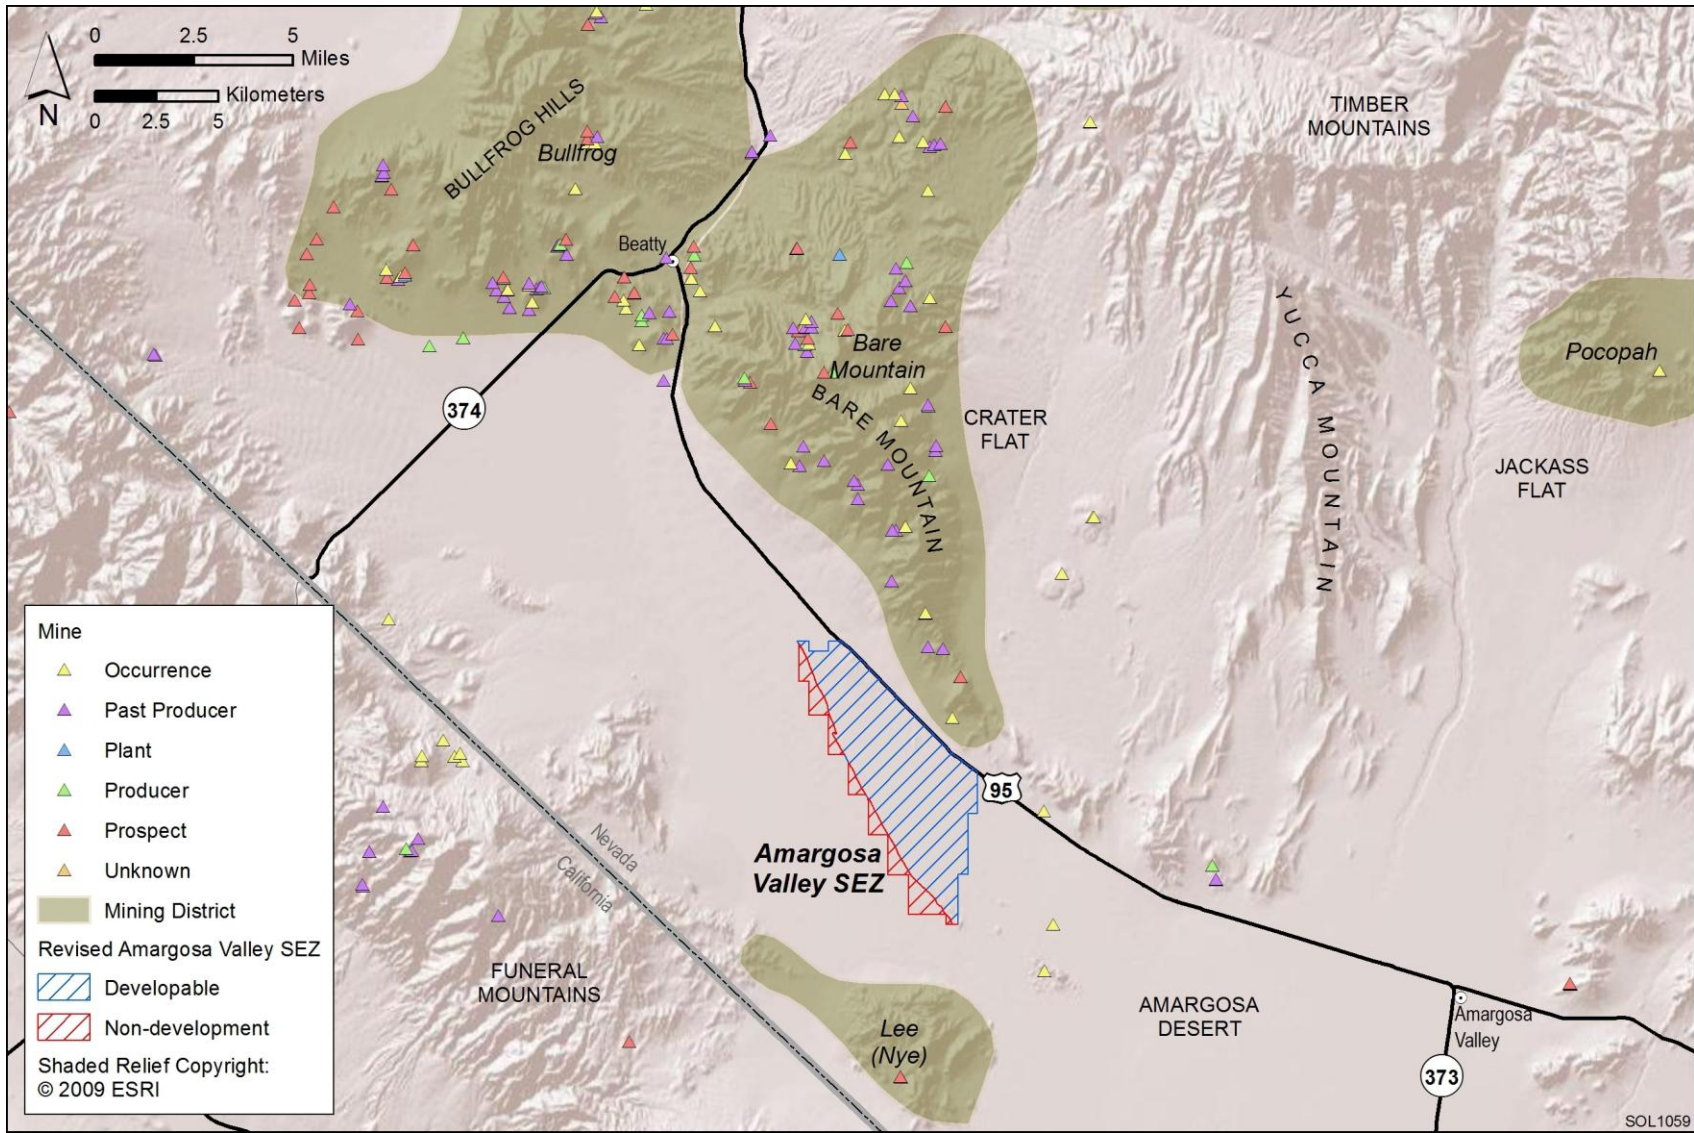 0 2.5 5
Miles
Kilometers
0 2.5 5
N
BULLFROG HILLS
Bullfrog
TIMBER
MOUNTAINS
Beatty
Bare
Mountain
BARE MOUNTAIN
CRATER
FLAT
YUCCA MOUNTAIN
Pocopah
JACKASS
FLAT
374
Mine
Occurrence
Past Producer
Plant
Producer
Prospect
Unknown
Mining District
Revised Amargosa Valley SEZ
Developable
Non-development
Shaded Relief Copyright:
© 2009 ESRI
Nevada
California
95
Amargosa
Valley SEZ
FUNERAL
MOUNTAINS
Lee
(Nye)
AMARGOSA
DESERT
Amargosa
Valley
373
SOL1059